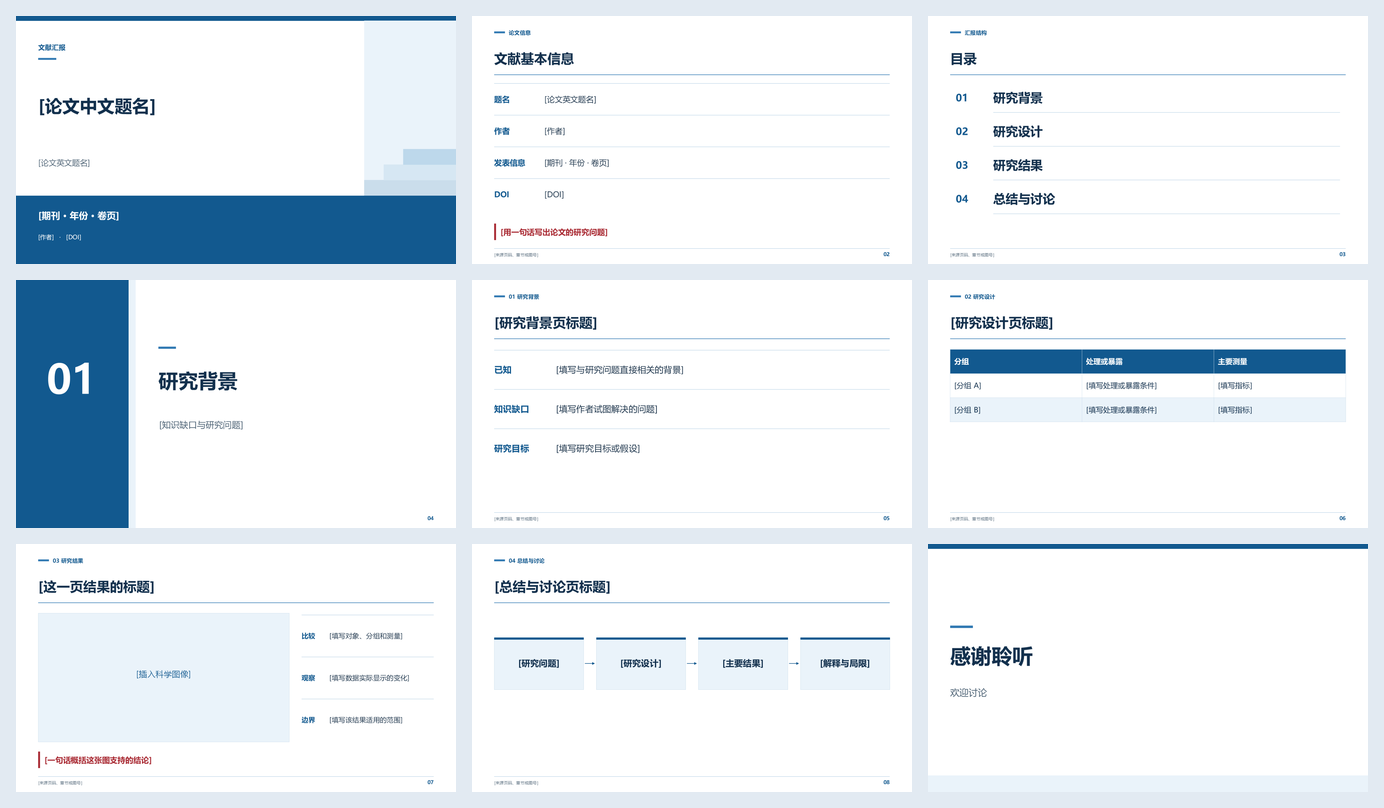 文献汇报
[论文中文题名]
[论文英文题名]
[期刊 · 年份 · 卷页]
[作者] · [DOI]
论文信息
文献基本信息
题名 [论文英文题名]
作者 [作者]
发表信息 [期刊 · 年份 · 卷页]
DOI [DOI]
[用一句话写出论文的研究问题]
02
汇报结构
目录
01 研究背景
02 研究设计
03 研究结果
04 总结与讨论
03
01
研究背景
[知识缺口与研究问题]
04
01 研究背景
[研究背景页标题]
已知 [填写与研究问题直接相关的背景]
知识缺口 [填写作者试图解决的问题]
研究目标 [填写研究目标或假设]
05
02 研究设计
[研究设计页标题]
分组 处理或暴露 主要测量
[分组 A] [填写处理或暴露条件] [填写指标]
[分组 B] [填写处理或暴露条件] [填写指标]
06
03 研究结果
[这一页结果的标题]
[插入科学图像]
比较 [填写对象、分组和测量]
观察 [填写数据实际显示的变化]
边界 [填写该结果适用的范围]
[一句话概括这张图支持的结论]
07
04 总结与讨论
[总结与讨论页标题]
[研究问题] → [研究设计] → [主要结果] → [解释与局限]
08
感谢聆听
欢迎讨论